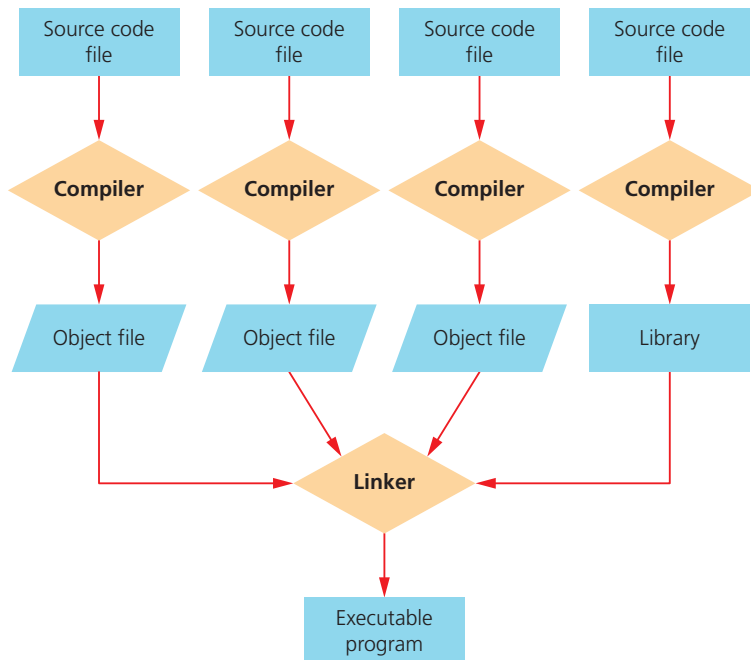 Source code
file
Source code
file
Source code
file
Source code
file
Compiler
Compiler
Compiler
Compiler
Object file
Object file
Object file
Library
Linker
Executable
program